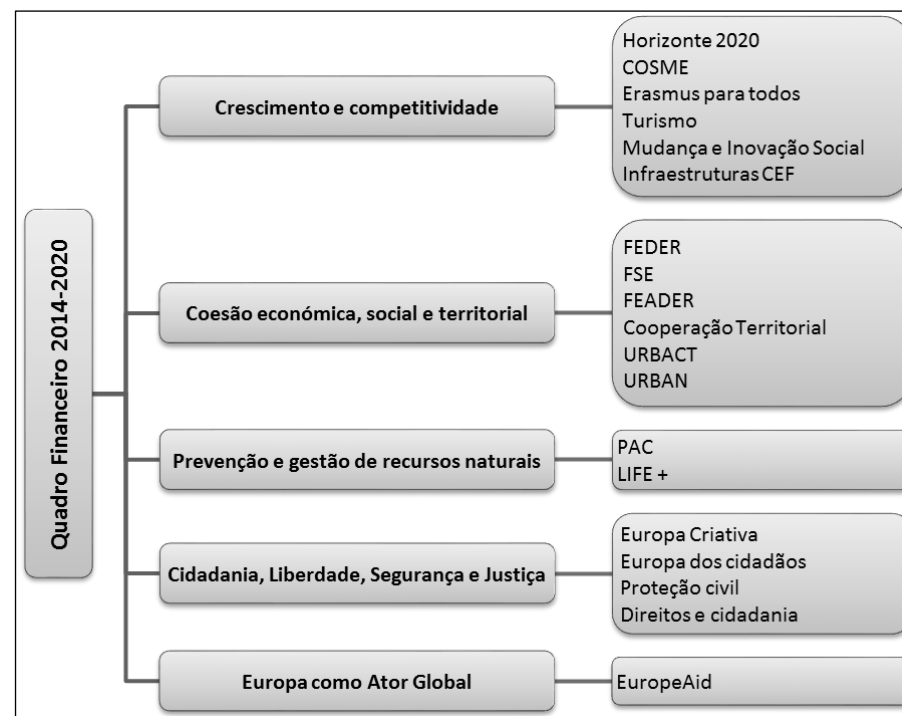 Quadro Financeiro 2014-2020
Crescimento e competitividade
Horizonte 2020
COSME
Erasmus para todos
Turismo
Mudança e Inovação Social
Infraestruturas CEF
Coesão económica, social e territorial
FEDER
FSE
FEADER
Cooperação Territorial
URBACT
URBAN
Prevenção e gestão de recursos naturais
PAC
LIFE +
Cidadania, Liberdade, Segurança e Justiça
Europa Criativa
Europa dos cidadãos
Proteção civil
Direitos e cidadania
Europa como Ator Global
EuropeAid